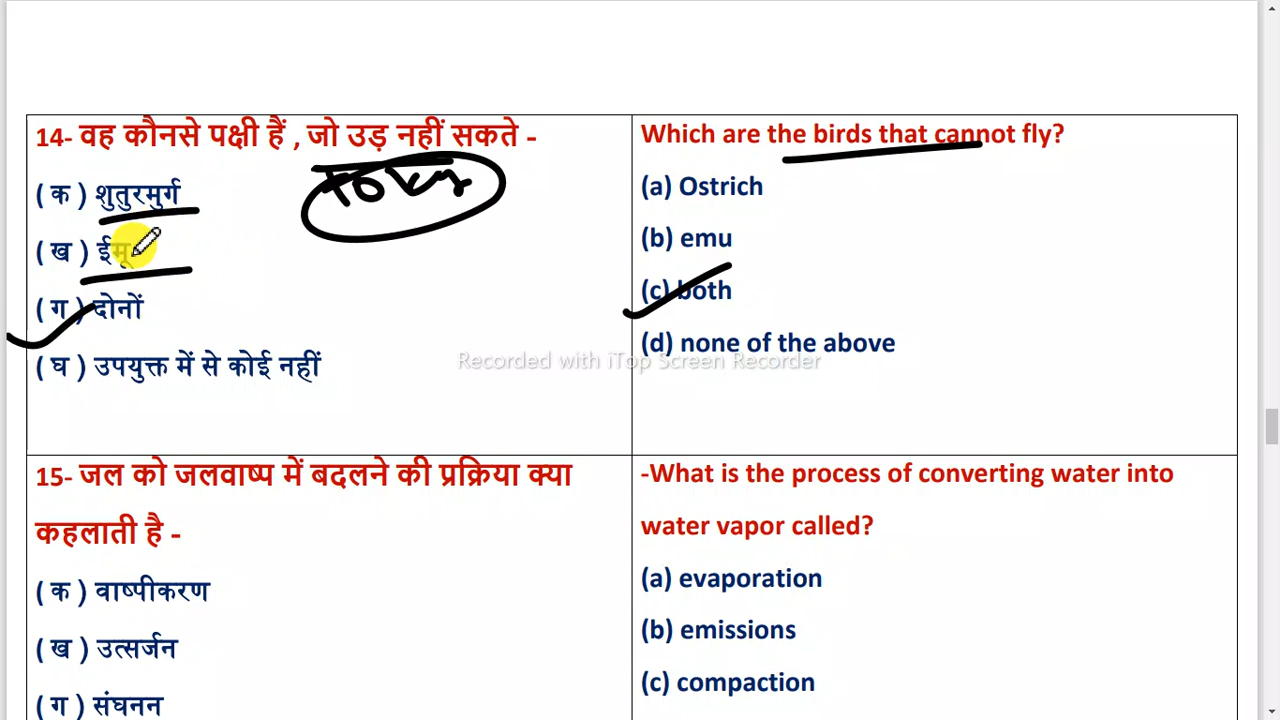 14- वह कौनसे पक्षी हैं , जो उड़ नहीं सकते -
( क ) शुतुरमुर्ग
( ख ) ईमू
( ग ) दोनों
( घ ) उपयुक्त में से कोई नहीं
Which are the birds that cannot fly?
(a) Ostrich
(b) emu
(c) both
(d) none of the above
Recorded with iTop Screen Recorder
15- जल को जलवाष्प में बदलने की प्रक्रिया क्या
कहलाती है -
( क ) वाष्पीकरण
( ख ) उत्सर्जन
( ग ) संघनन
-What is the process of converting water into
water vapor called?
(a) evaporation
(b) emissions
(c) compaction